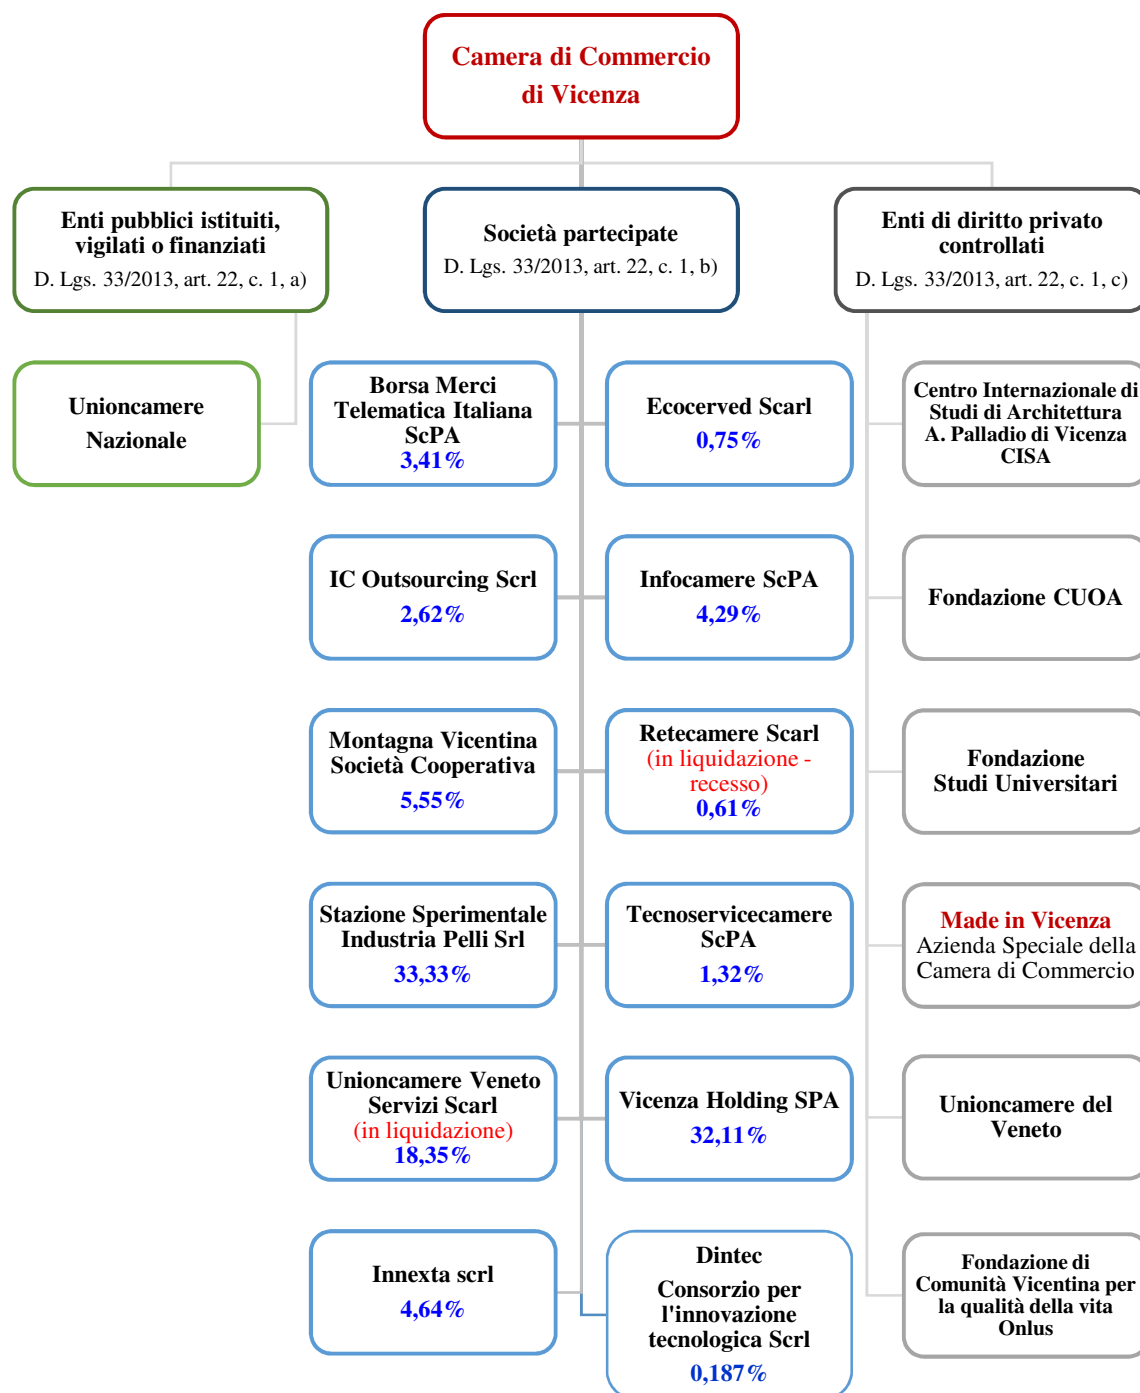 Camera di Commercio
di Vicenza
Enti pubblici istituiti,
vigilati o finanziati
D. Lgs. 33/2013, art. 22, c. 1, a)
Società partecipate
D. Lgs. 33/2013, art. 22, c. 1, b)
Enti di diritto privato
controllati
D. Lgs. 33/2013, art. 22, c. 1, c)
Unioncamere
Nazionale
Borsa Merci
Telematica Italiana
ScPA
3,41%
Ecocerved Scarl
0,75%
Centro Internazionale di
Studi di Architettura
A. Palladio di Vicenza
CISA
IC Outsourcing Scrl
2,62%
Infocamere ScPA
4,29%
Fondazione CUOA
Montagna Vicentina
Società Cooperativa
5,55%
Retecamere Scarl
(in liquidazione -
recesso)
0,61%
Fondazione
Studi Universitari
Stazione Sperimentale
Industria Pelli Srl
33,33%
Tecnoservicecamere
ScPA
1,32%
Made in Vicenza
Azienda Speciale della
Camera di Commercio
Unioncamere Veneto
Servizi Scarl
(in liquidazione)
18,35%
Vicenza Holding SPA
32,11%
Unioncamere del
Veneto
Innexta scrl
4,64%
Dintec
Consorzio per
l'innovazione
tecnologica Scrl
0,187%
Fondazione di
Comunità Vicentina per
la qualità della vita
Onlus